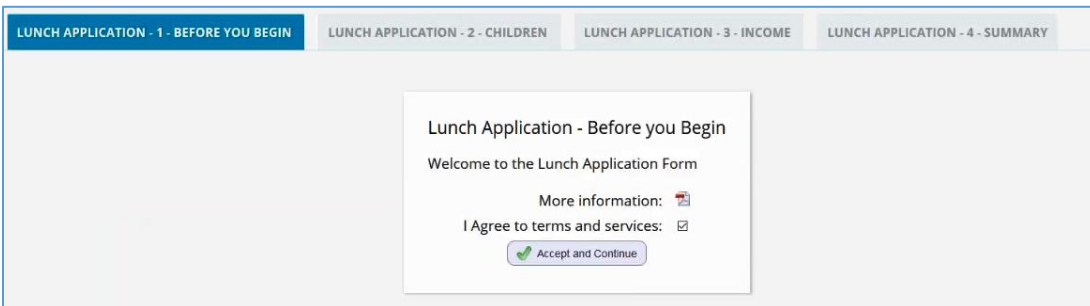 LUNCH APPLICATION - 1 - BEFORE YOU BEGIN
LUNCH APPLICATION - 2 - CHILDREN
LUNCH APPLICATION - 3 - INCOME
LUNCH APPLICATION - 4 - SUMMARY
Lunch Application - Before you Begin
Welcome to the Lunch Application Form
More information:
I Agree to terms and services:
Accept and Continue